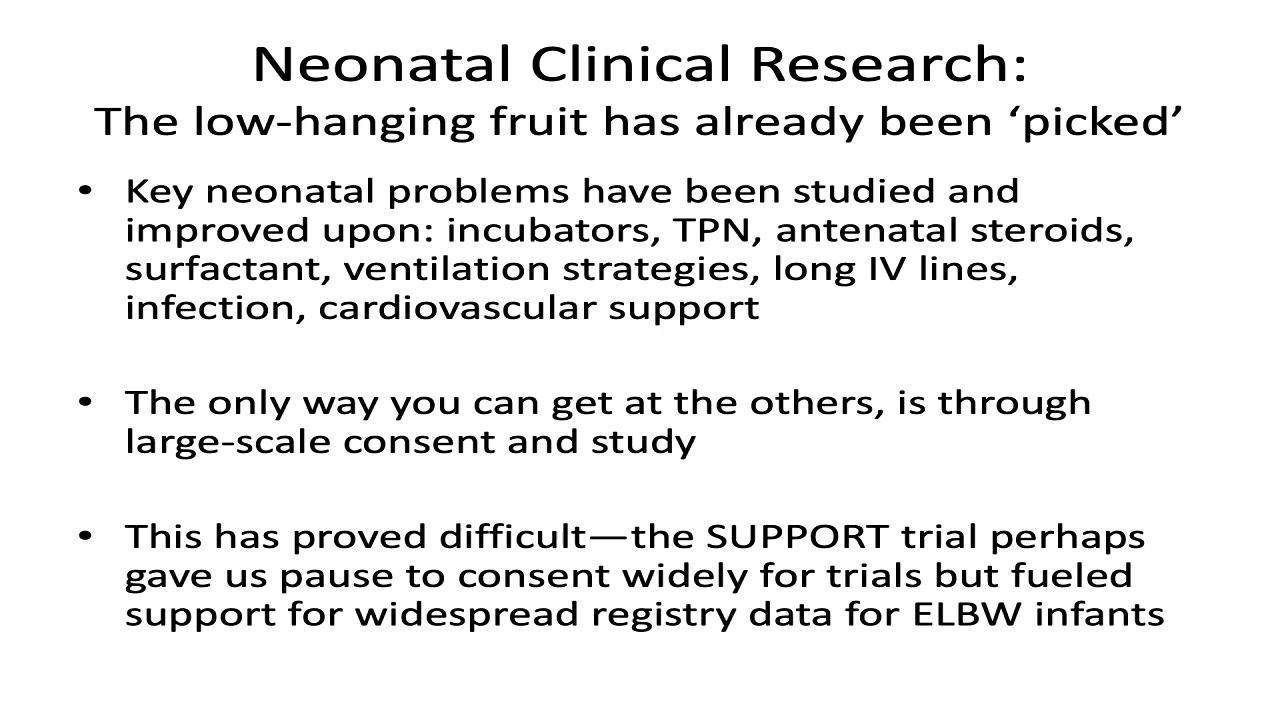 Neonatal Clinical Research:
The low-hanging fruit has already been ‘picked’
• Key neonatal problems have been studied and
improved upon: incubators, TPN, antenatal steroids,
surfactant, ventilation strategies, long IV lines,
infection, cardiovascular support
• The only way you can get at the others, is through
large-scale consent and study
• This has proved difficult—the SUPPORT trial perhaps
gave us pause to consent widely for trials but fueled
support for widespread registry data for ELBW infants